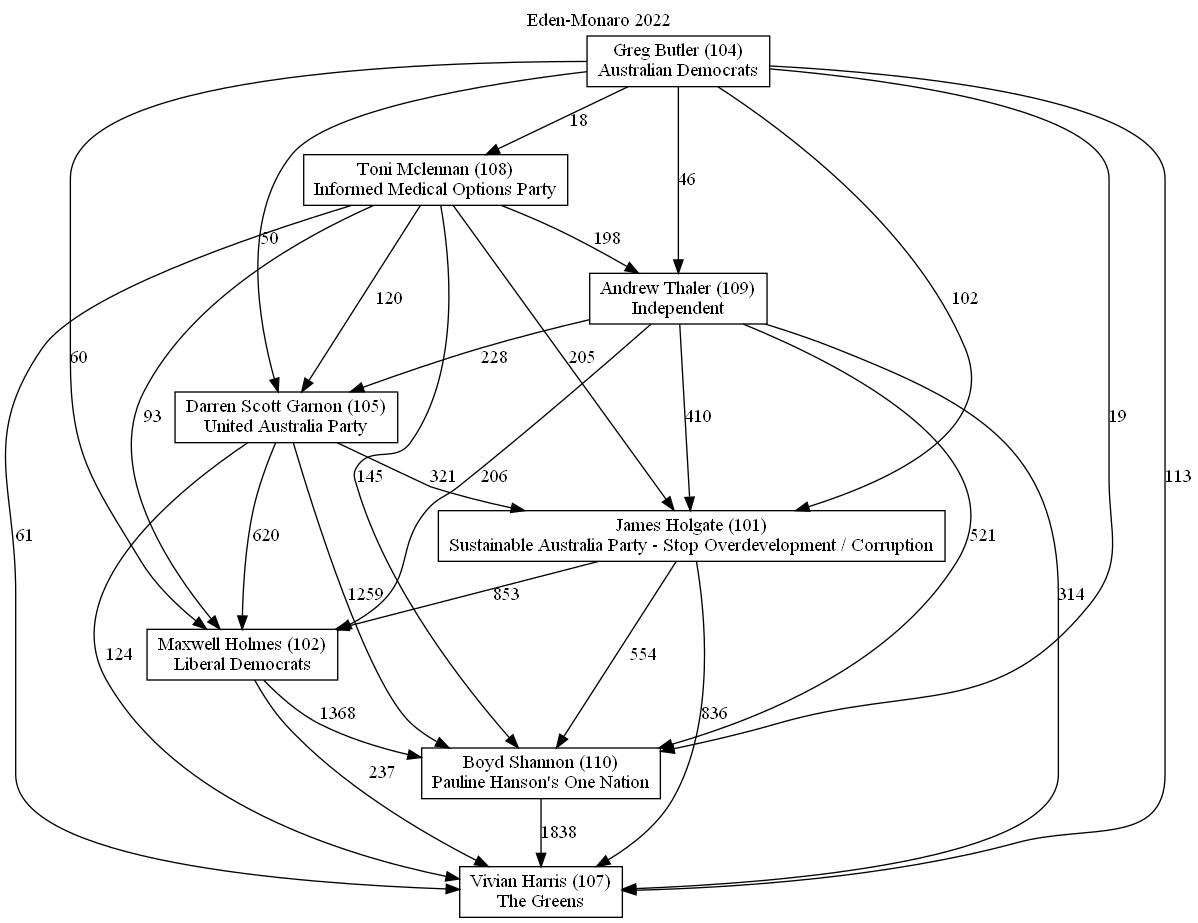 Eden-Monaro 2022
Greg Butler (104)
Australian Democrats
18
Toni Mclennan (108)
Informed Medical Options Party
46
50
198
Andrew Thaler (109)
Independent
120
102
60
228
205
93
Darren Scott Garnon (105)
United Australia Party
410
19
145
321
206
113
James Holgate (101)
Sustainable Australia Party - Stop Overdevelopment / Corruption
61
620
521
1259
853
314
Maxwell Holmes (102)
Liberal Democrats
124
554
1368
836
237
Boyd Shannon (110)
Pauline Hanson's One Nation
1838
Vivian Harris (107)
The Greens